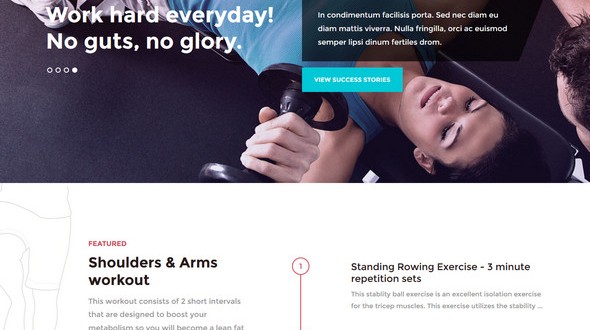 Work hard everyday!
No guts, no glory.
In condimentum facilisis porta. Sed nec diam eu
diam mattis viverra. Nulla fringilla, orci ac euismod
semper lipsi dinum fertiles drom.
VIEW SUCCESS STORIES
FEATURED
Shoulders & Arms
workout
This workout consists of 2 short intervals
that are designed to boost your
metabolism so you will become a lean fat
1
Standing Rowing Exercise - 3 minute
repetition sets
This stablity ball exercise is an excellent isolation exercise
for the tricep muscles. This exercise utilizes the stability ...